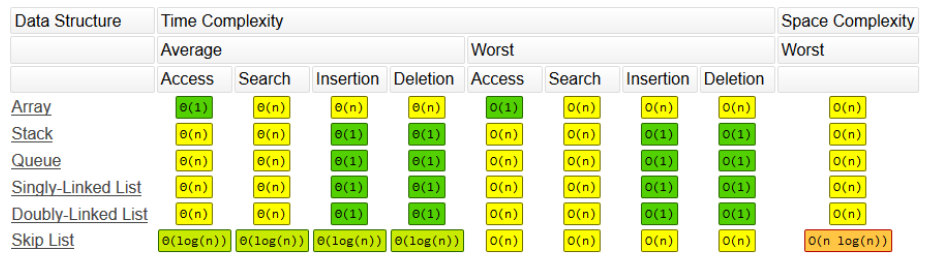 Data Structure Time Complexity Space Complexity
Average Worst Worst
Access Search Insertion Deletion Access Search Insertion Deletion
Array Θ(1) Θ(n) Θ(n) Θ(n) O(1) O(n) O(n) O(n) O(n)
Stack Θ(n) Θ(n) Θ(1) Θ(1) O(n) O(n) O(1) O(1) O(n)
Queue Θ(n) Θ(n) Θ(1) Θ(1) O(n) O(n) O(1) O(1) O(n)
Singly-Linked List Θ(n) Θ(n) Θ(1) Θ(1) O(n) O(n) O(1) O(1) O(n)
Doubly-Linked List Θ(n) Θ(n) Θ(1) Θ(1) O(n) O(n) O(1) O(1) O(n)
Skip List Θ(log(n)) Θ(log(n)) Θ(log(n)) Θ(log(n)) O(n) O(n) O(n) O(n) O(n log(n))